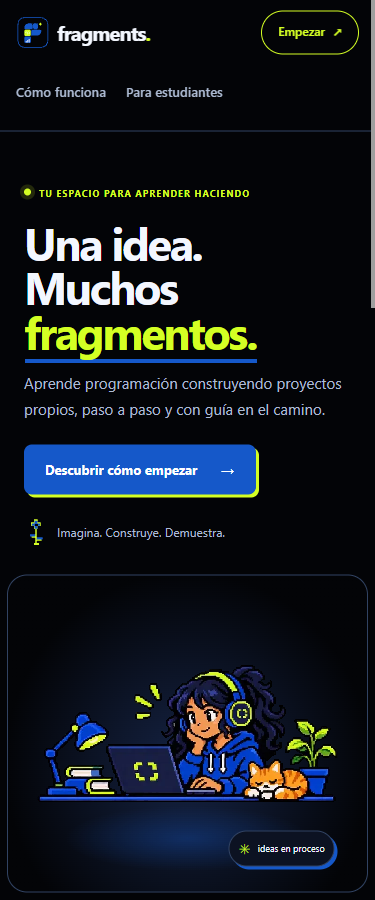 fragments.
Empezar ↗
Cómo funciona
Para estudiantes
TU ESPACIO PARA APRENDER HACIENDO
Una idea.
Muchos
fragmentos.
Aprende programación construyendo proyectos
propios, paso a paso y con guía en el camino.
Descubrir cómo empezar →
Imagina. Construye. Demuestra.
ideas en proceso